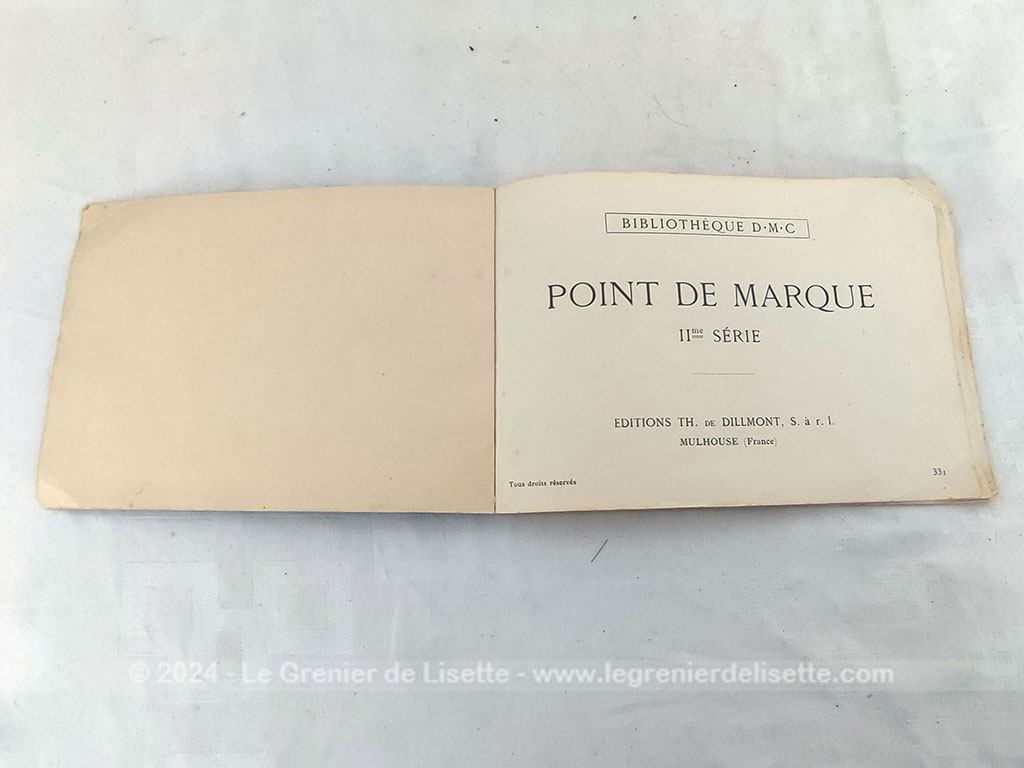 BIBLIOTHÈQUE D·M·C
POINT DE MARQUE
IIme SÉRIE
EDITIONS TH. DE DILLMONT, S. à r. l.
MULHOUSE (France)
Tous droits réservés
331
© 2024 - Le Grenier de Lisette - www.legrenierdelisette.com